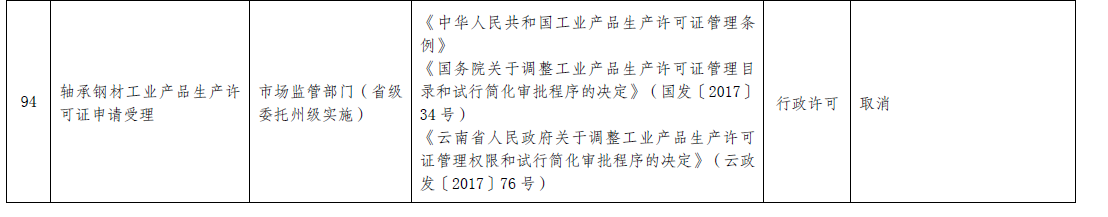 94
轴承钢材工业产品生产许
可证申请受理
市场监管部门（省级
委托州级实施）
《中华人民共和国工业产品生产许可证管理条
例》
《国务院关于调整工业产品生产许可证管理目
录和试行简化审批程序的决定》（国发〔2017〕
34号）
《云南省人民政府关于调整工业产品生产许可
证管理权限和试行简化审批程序的决定》（云政
发〔2017〕76号）
行政许可
取消